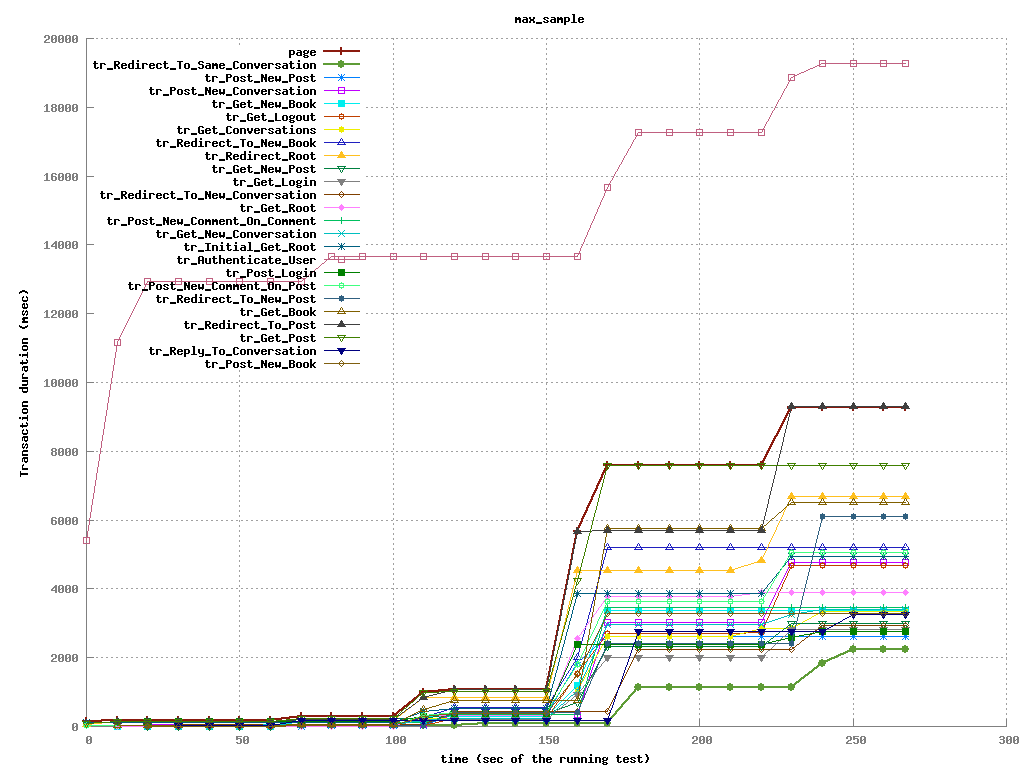 max_sample
20000
18000
16000
14000
12000
10000
8000
6000
4000
2000
0
Transaction duration (msec)
page
tr_Redirect_To_Same_Conversation
tr_Post_New_Post
tr_Post_New_Conversation
tr_Get_New_Book
tr_Get_Logout
tr_Get_Conversations
tr_Redirect_To_New_Book
tr_Redirect_Root
tr_Get_New_Post
tr_Get_Login
tr_Redirect_To_New_Conversation
tr_Get_Root
tr_Post_New_Comment_On_Comment
tr_Get_New_Conversation
tr_Initial_Get_Root
tr_Authenticate_User
tr_Post_Login
tr_Post_New_Comment_On_Post
tr_Redirect_To_New_Post
tr_Get_Book
tr_Redirect_To_Post
tr_Get_Post
tr_Reply_To_Conversation
tr_Post_New_Book
0 50 100 150 200 250 300
time (sec of the running test)